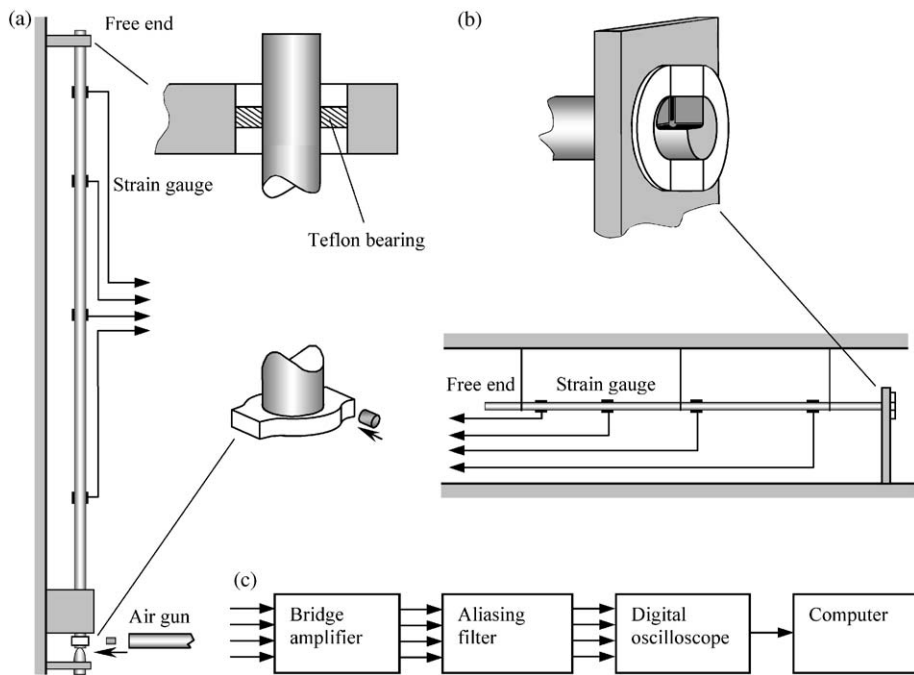 (a)
Free end
Strain gauge
Teflon bearing
Air gun
(b)
Free end
Strain gauge
(c)
Bridge
amplifier
Aliasing
filter
Digital
oscilloscope
Computer